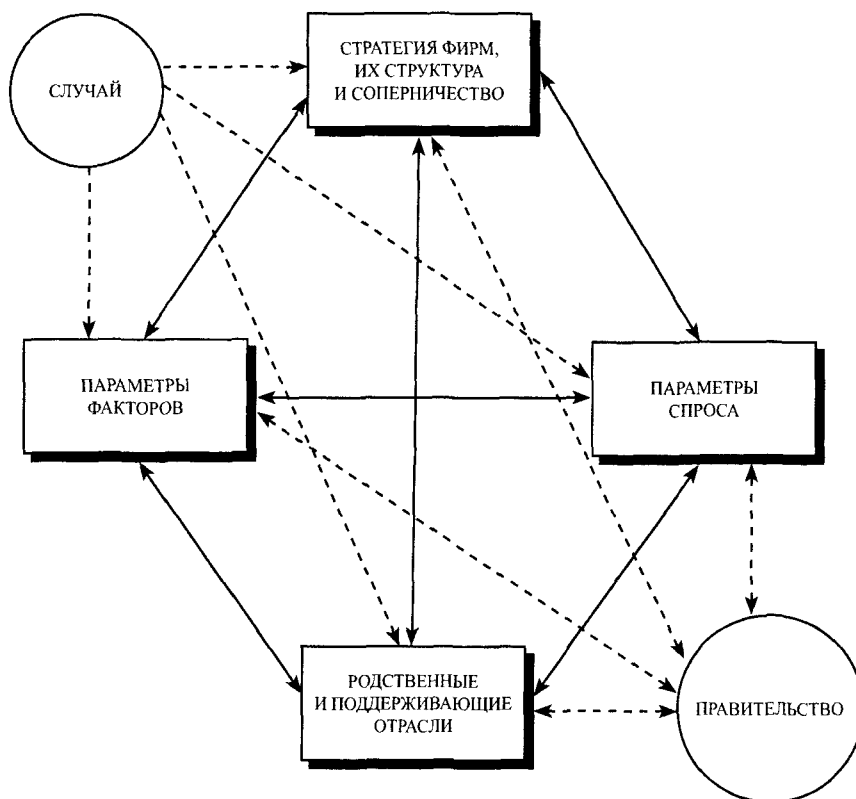 СТРАТЕГИЯ ФИРМ,
ИХ СТРУКТУРА
И СОПЕРНИЧЕСТВО
СЛУЧАЙ
ПАРАМЕТРЫ
ФАКТОРОВ
ПАРАМЕТРЫ
СПРОСА
РОДСТВЕННЫЕ
И ПОДДЕРЖИВАЮЩИЕ
ОТРАСЛИ
ПРАВИТЕЛЬСТВО